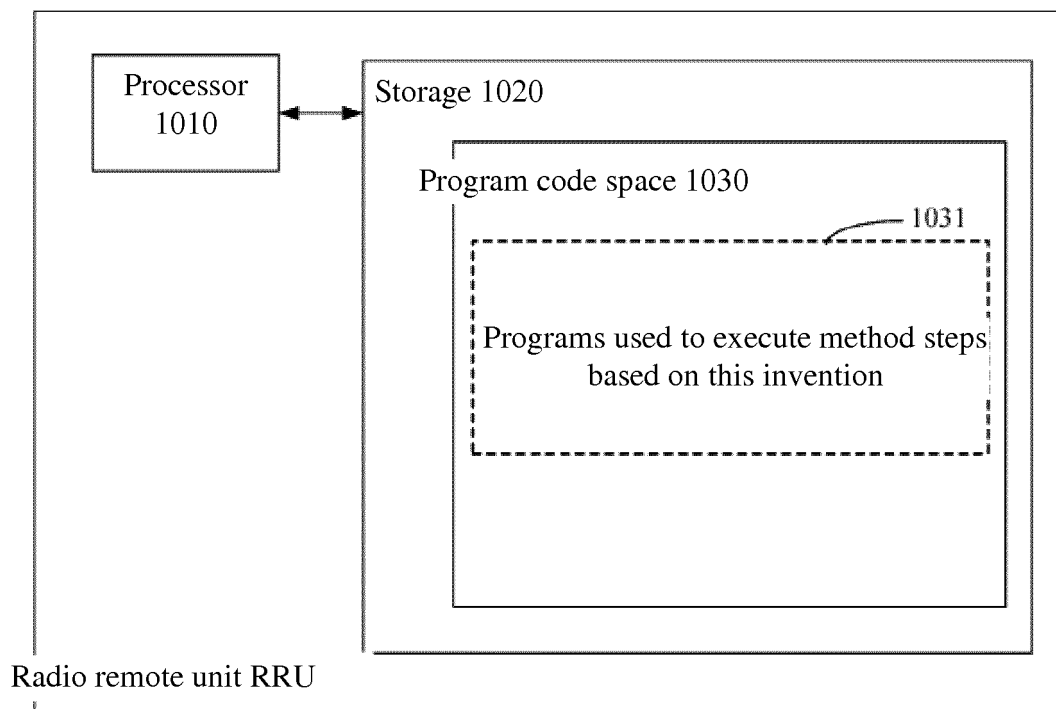 Processor
1010
Storage 1020
Program code space 1030
1031
Programs used to execute method steps
based on this invention
Radio remote unit RRU